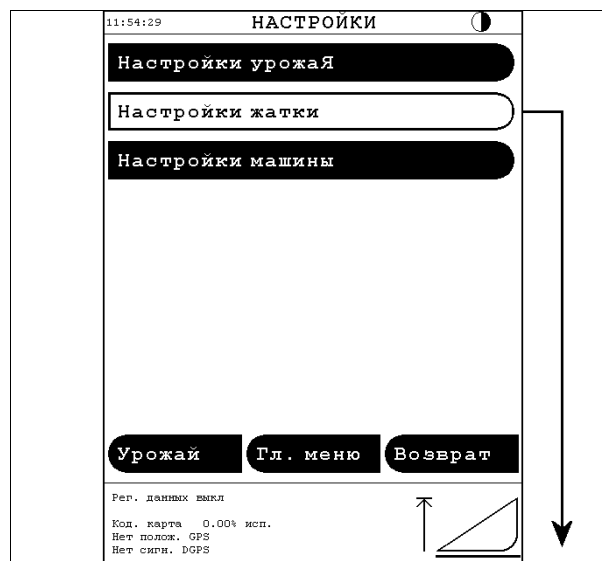 11:54:29 НАСТРОЙКИ
Настройки урожаЯ
Настройки жатки
Настройки машины
Урожай Гл. меню Возврат
Рег. данных выкл
Код. карта 0.00% исп.
Нет полож. GPS
Нет сигн. DGPS